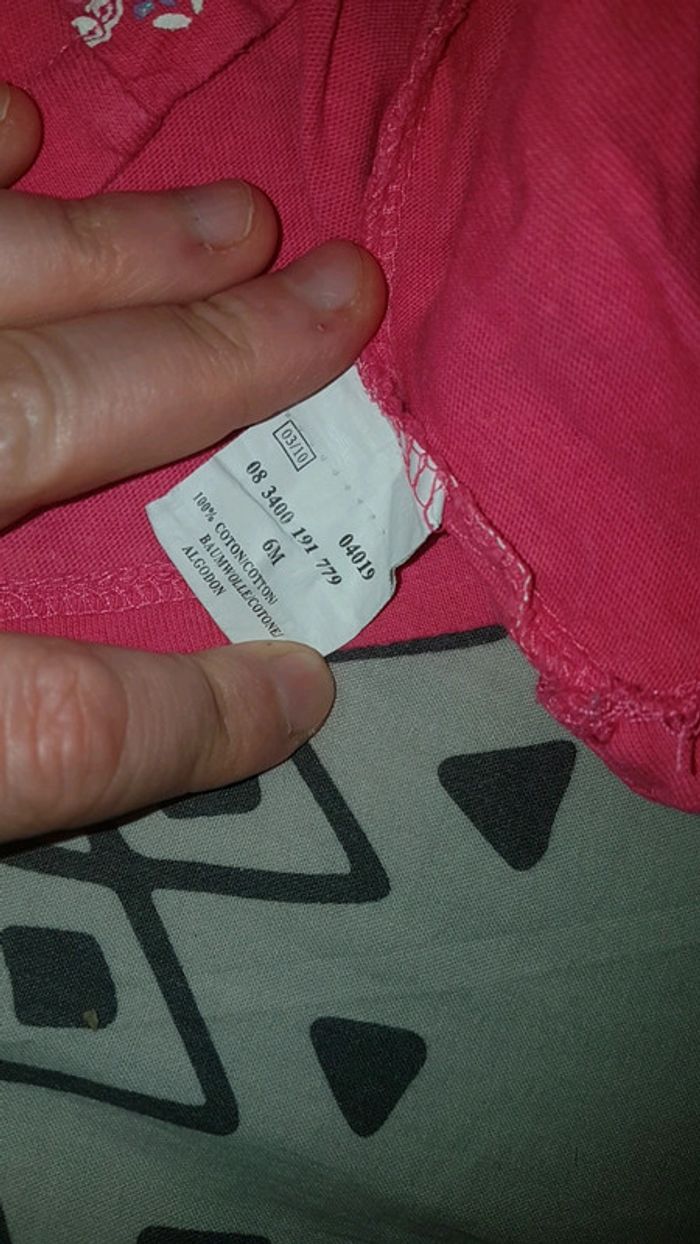 03/10
04019
08 3400 191 779
6M
100% COTON/COTTON/
BAUMWOLLE/COTONE/
ALGODON